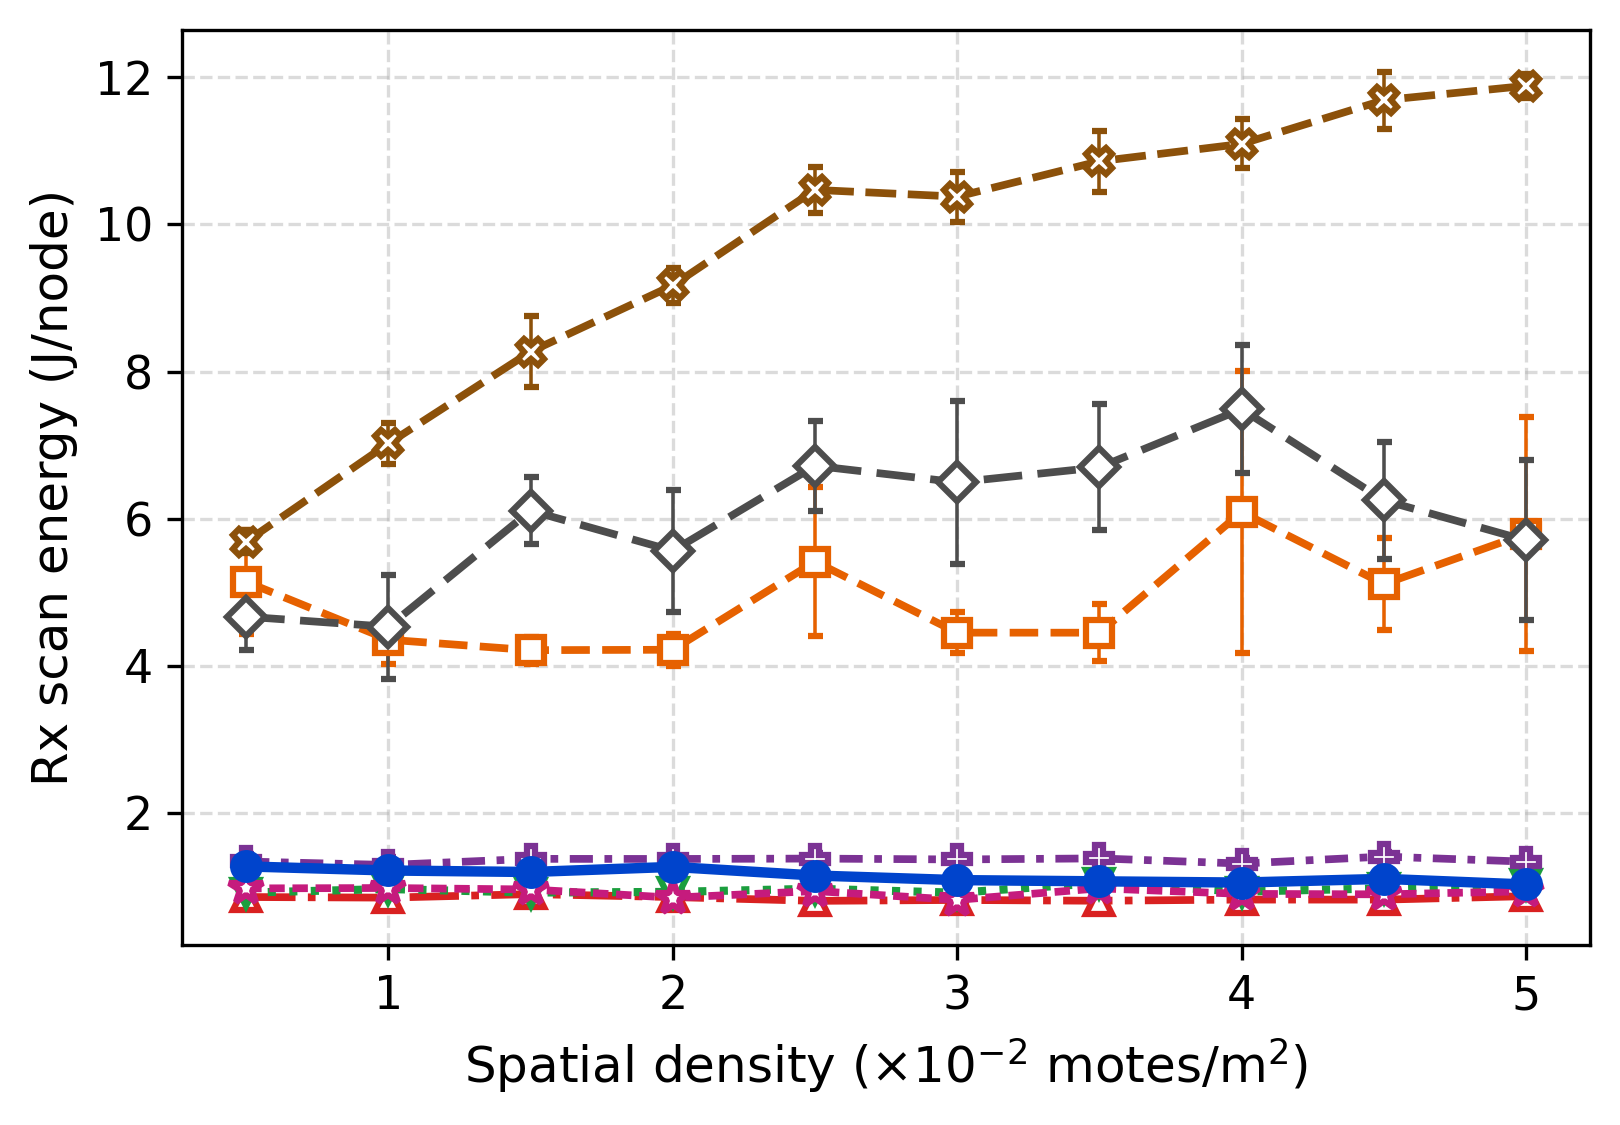 12
10
8
6
4
2
Rx scan energy (J/node)
1 2 3 4 5
Spatial density (×10⁻² motes/m²)